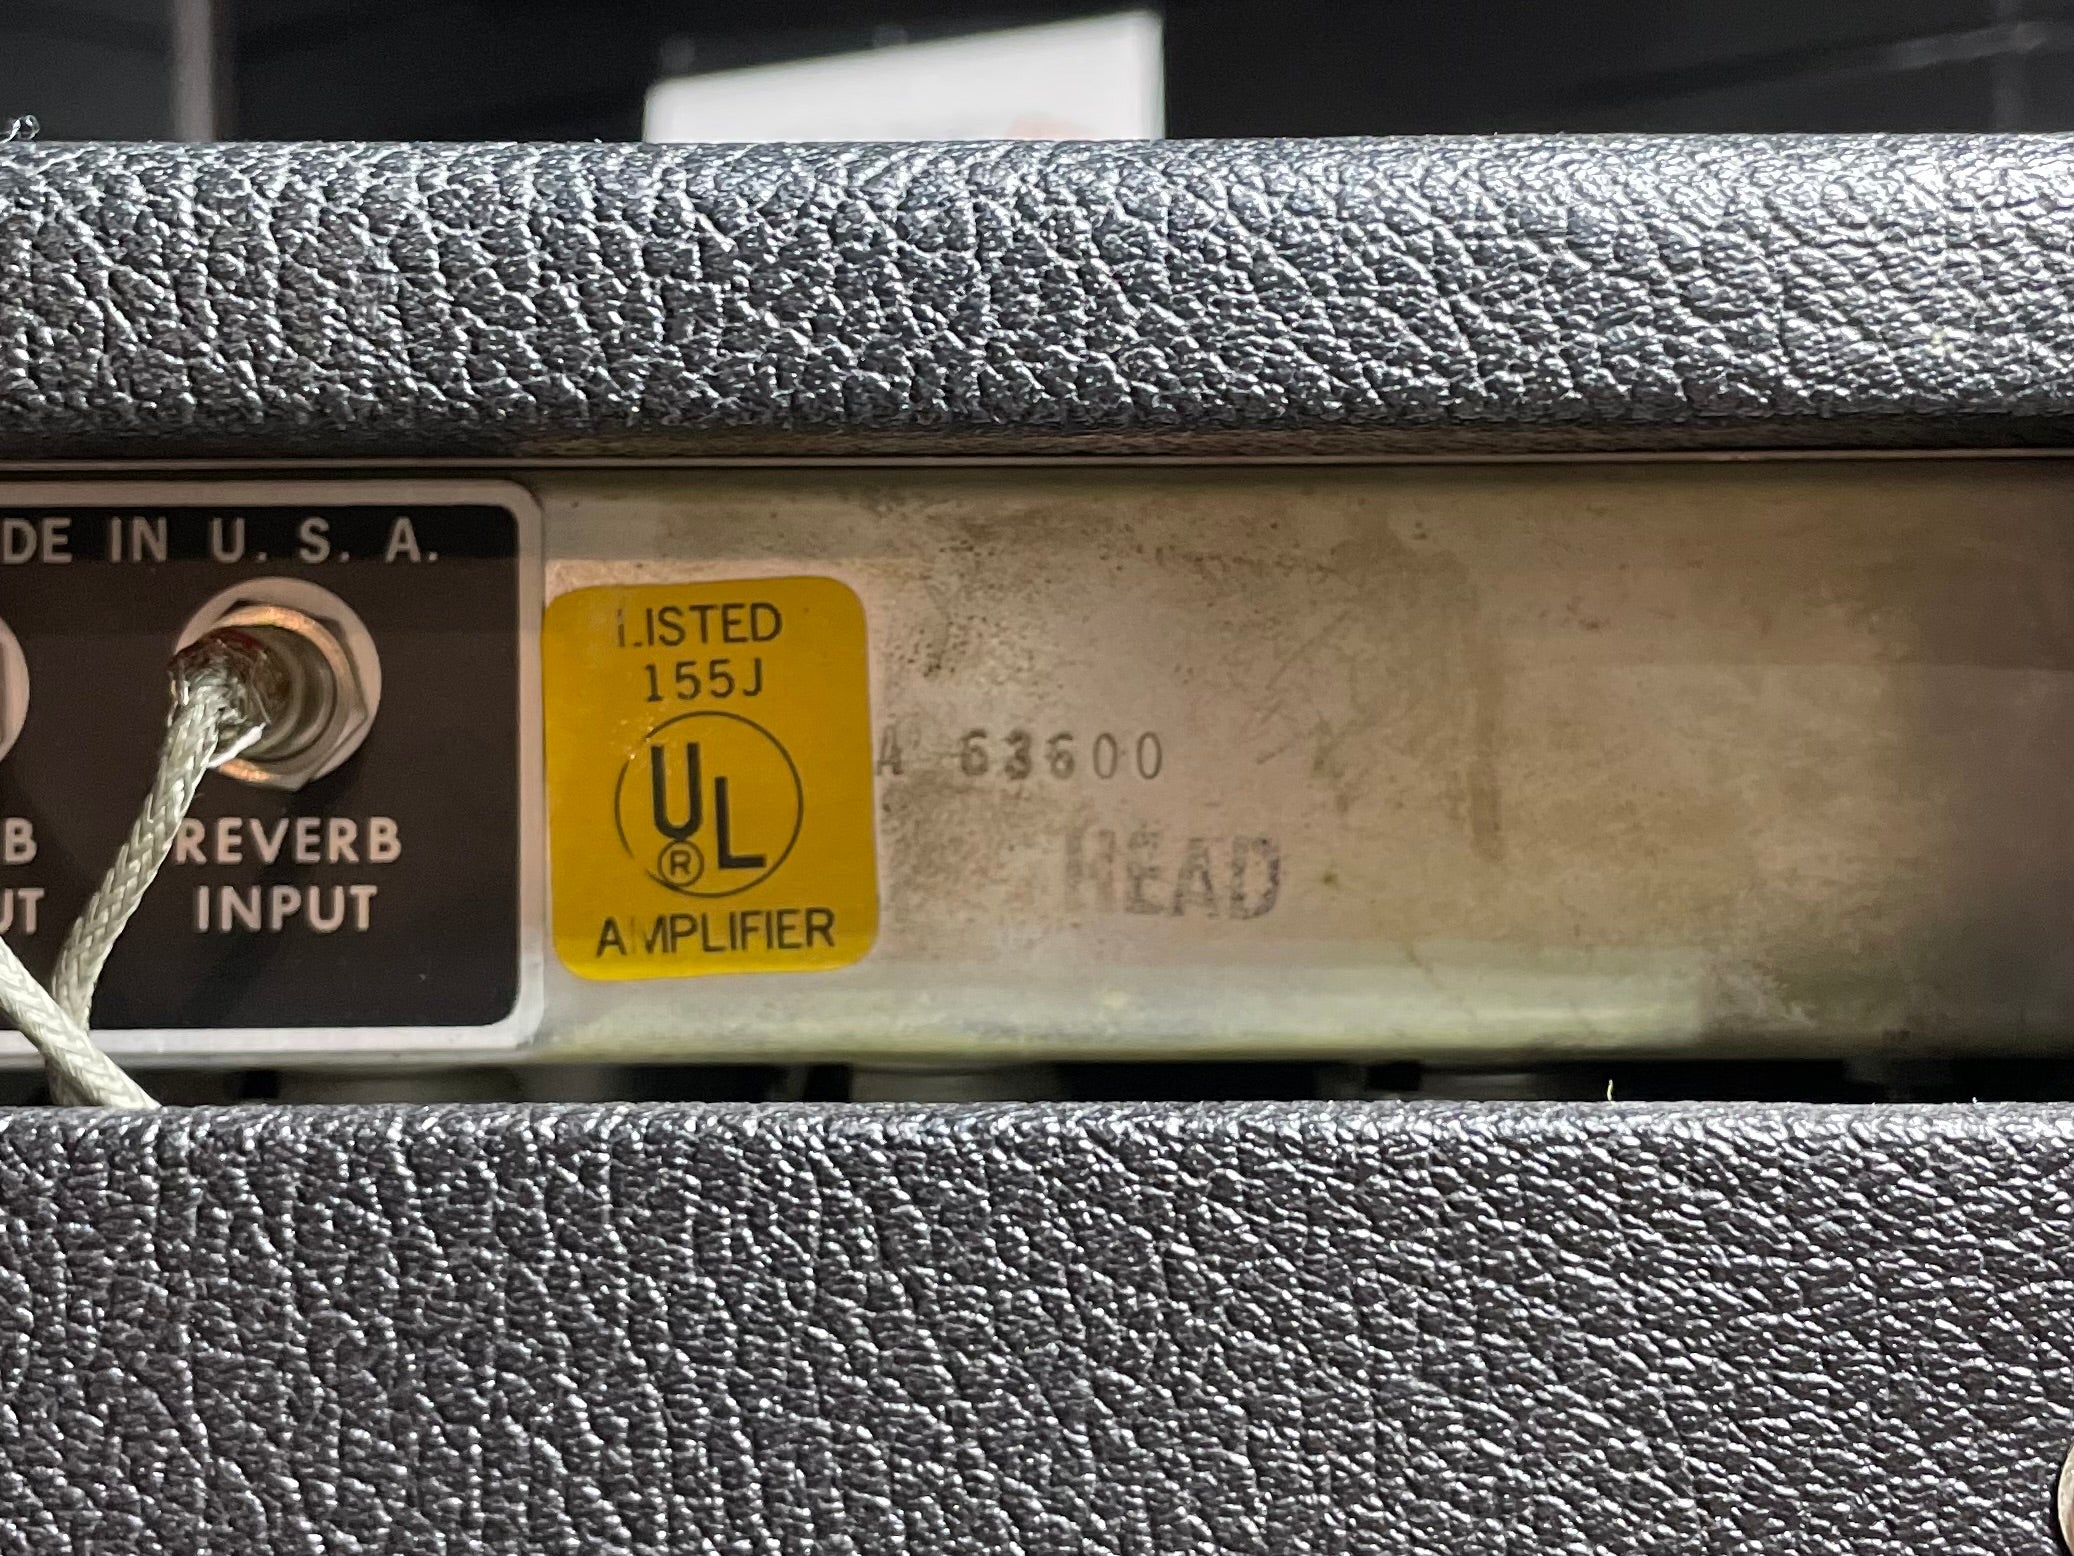 DE IN U. S. A.
B
UT
REVERB
INPUT
LISTED
155J
UL
®
AMPLIFIER
A 63600
HEAD